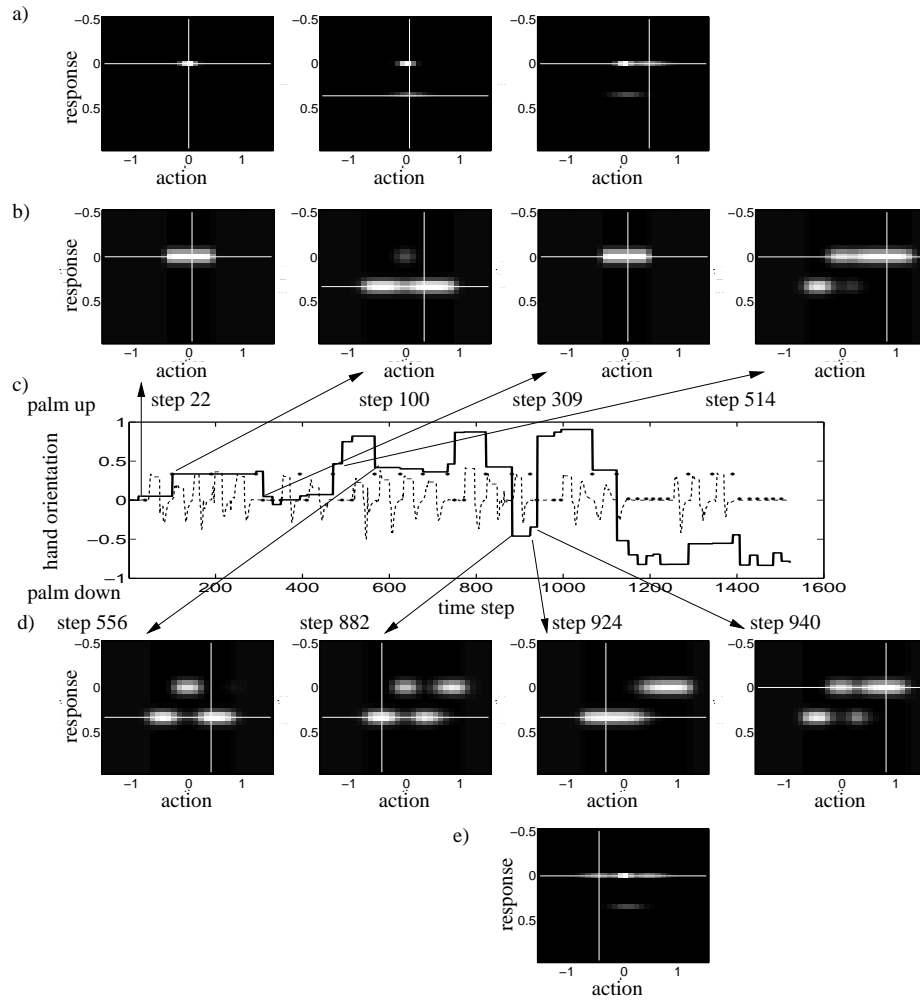 a)
−0.5
0
0.5
response
−1 0 1
action
−0.5
0
0.5
−1 0 1
action
−0.5
0
0.5
−1 0 1
action
b)
−0.5
0
0.5
response
−1 0 1
action
−0.5
0
0.5
−1 0 1
action
−0.5
0
0.5
−1 0 1
action
−0.5
0
0.5
−1 0 1
action
c)
step 22 step 100 step 309 step 514
palm up
1
0.5
0
−0.5
−1
hand orientation
palm down
200 400 600 800 1000 1200 1400 1600
time step
d)
step 556 step 882 step 924 step 940
−0.5
0
0.5
response
−1 0 1
action
−0.5
0
0.5
−1 0 1
action
−0.5
0
0.5
−1 0 1
action
−0.5
0
0.5
−1 0 1
action
e)
−0.5
0
0.5
response
−1 0 1
action